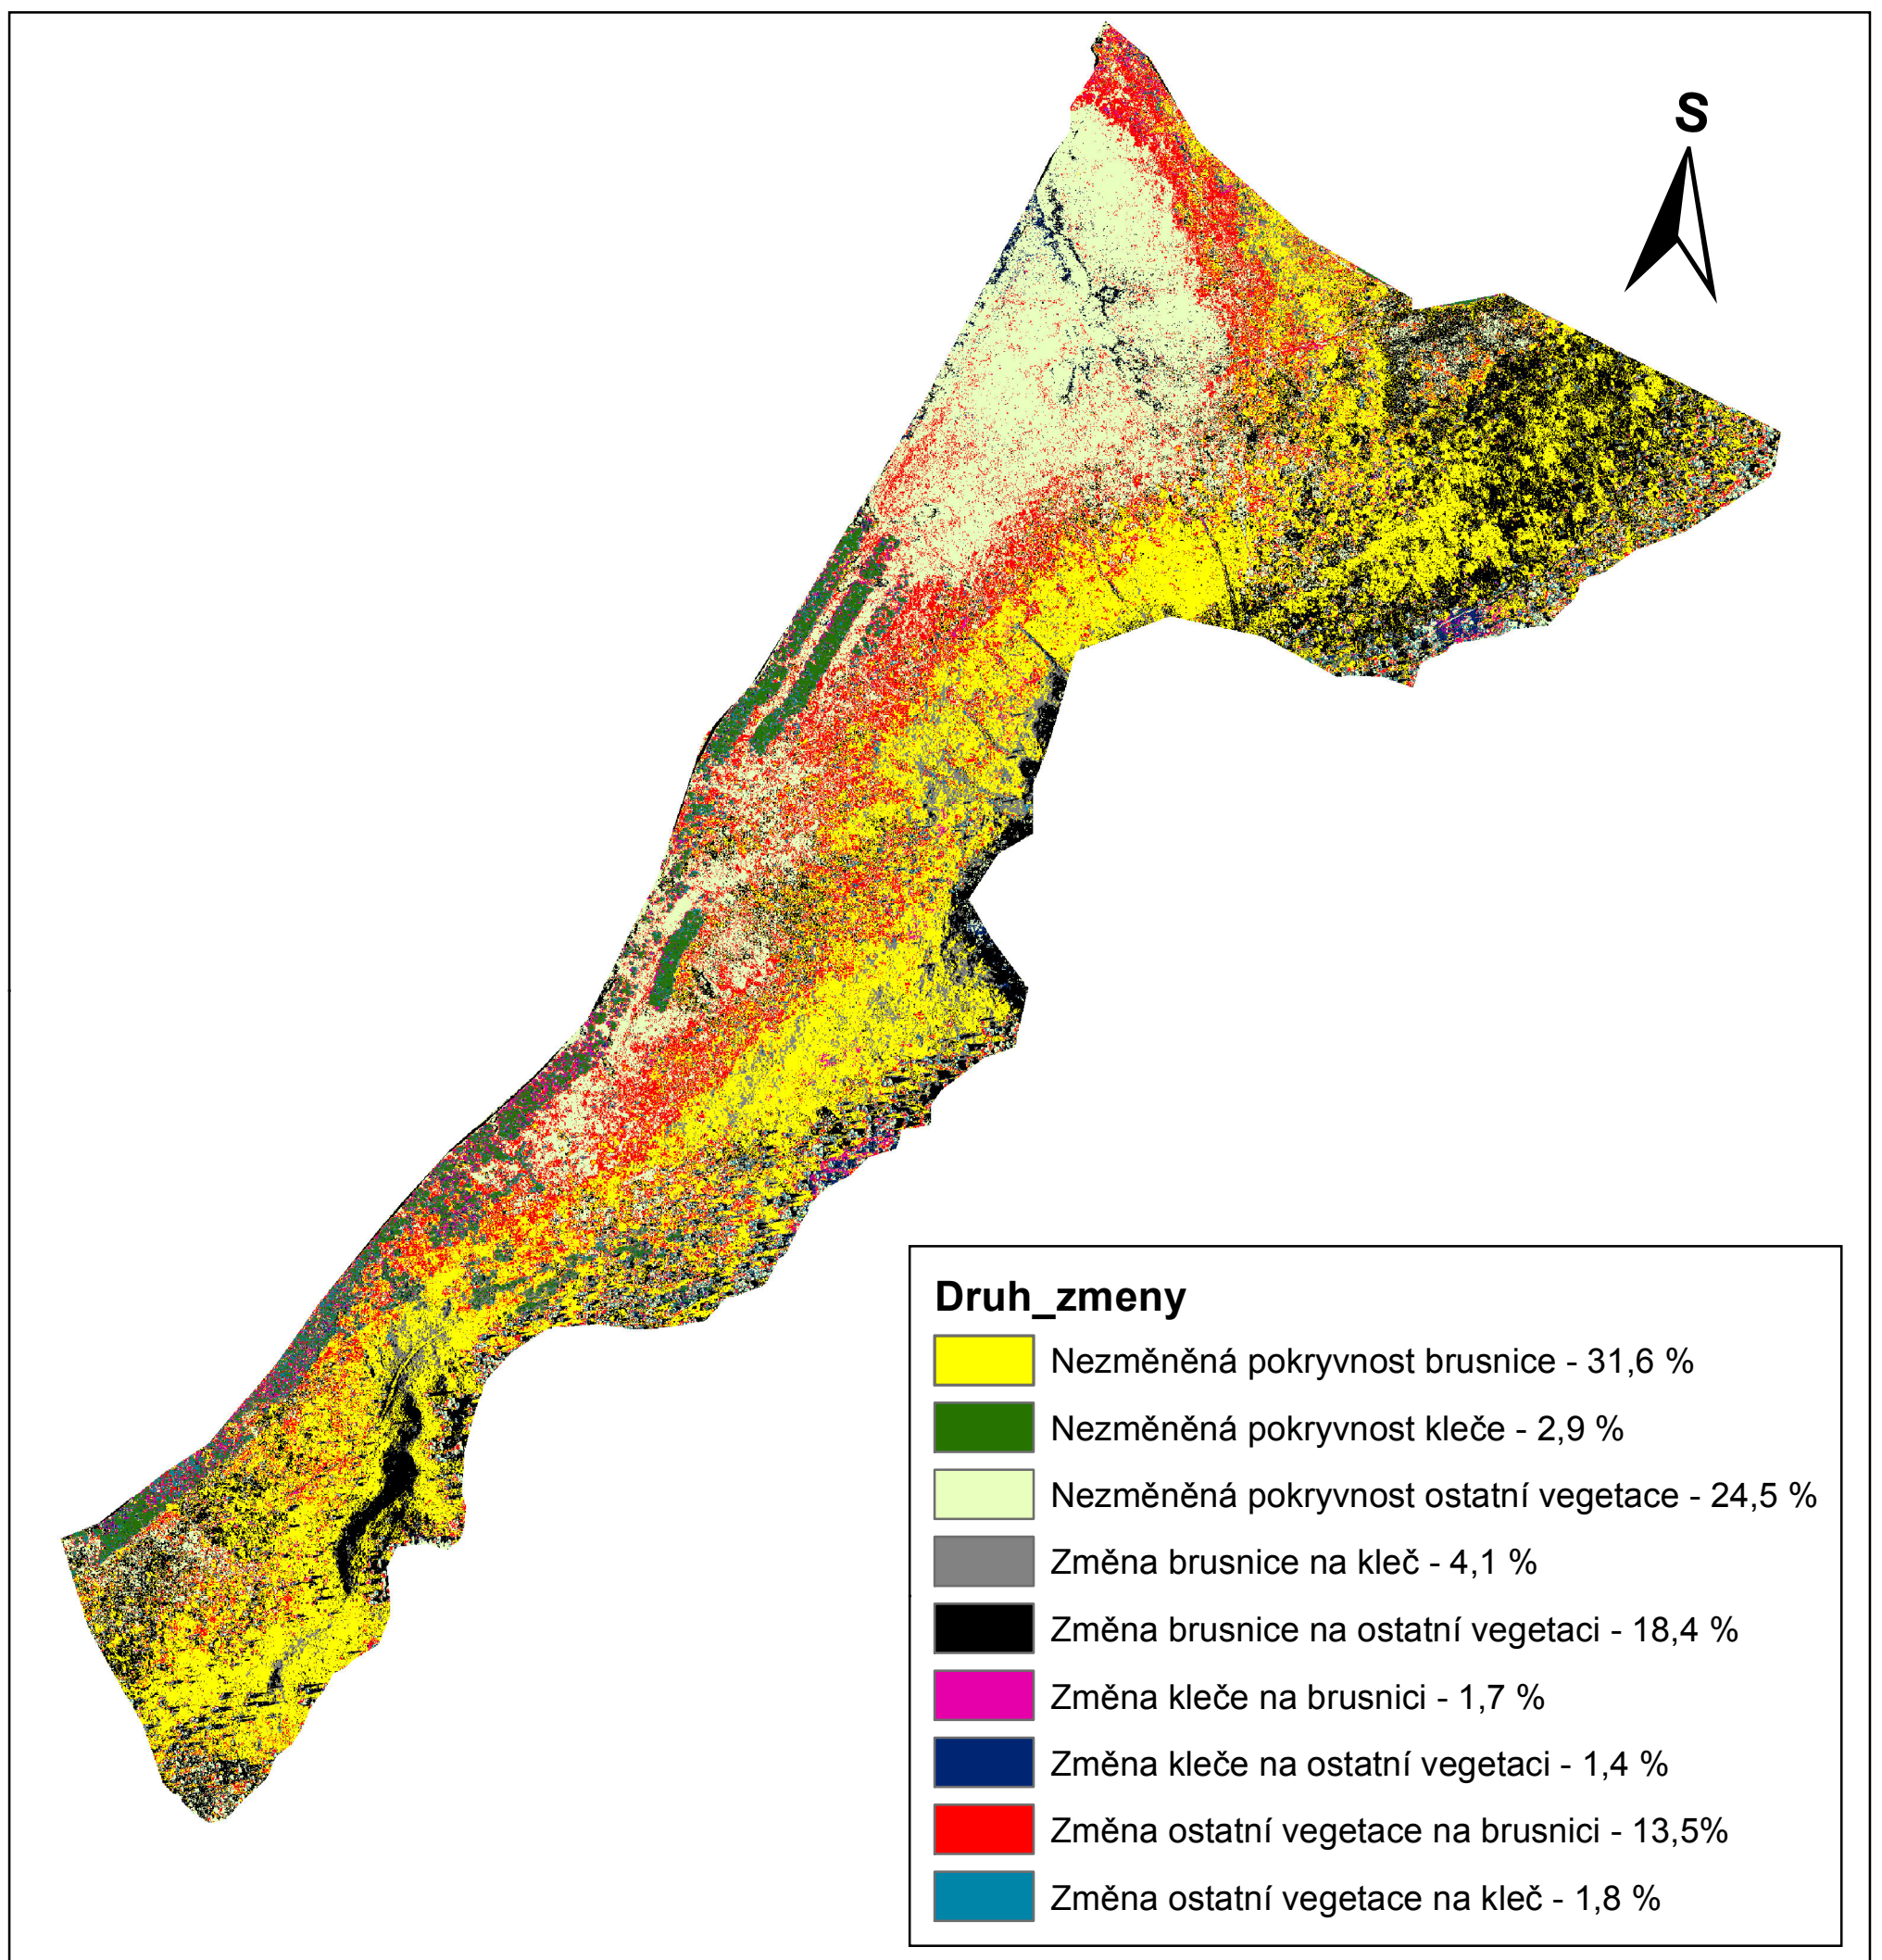 S
Druh_zmeny
Nezměněná pokryvnost brusnice - 31,6 %
Nezměněná pokryvnost kleče - 2,9 %
Nezměněná pokryvnost ostatní vegetace - 24,5 %
Změna brusnice na kleč - 4,1 %
Změna brusnice na ostatní vegetaci - 18,4 %
Změna kleče na brusnici - 1,7 %
Změna kleče na ostatní vegetaci - 1,4 %
Změna ostatní vegetace na brusnici - 13,5%
Změna ostatní vegetace na kleč - 1,8 %